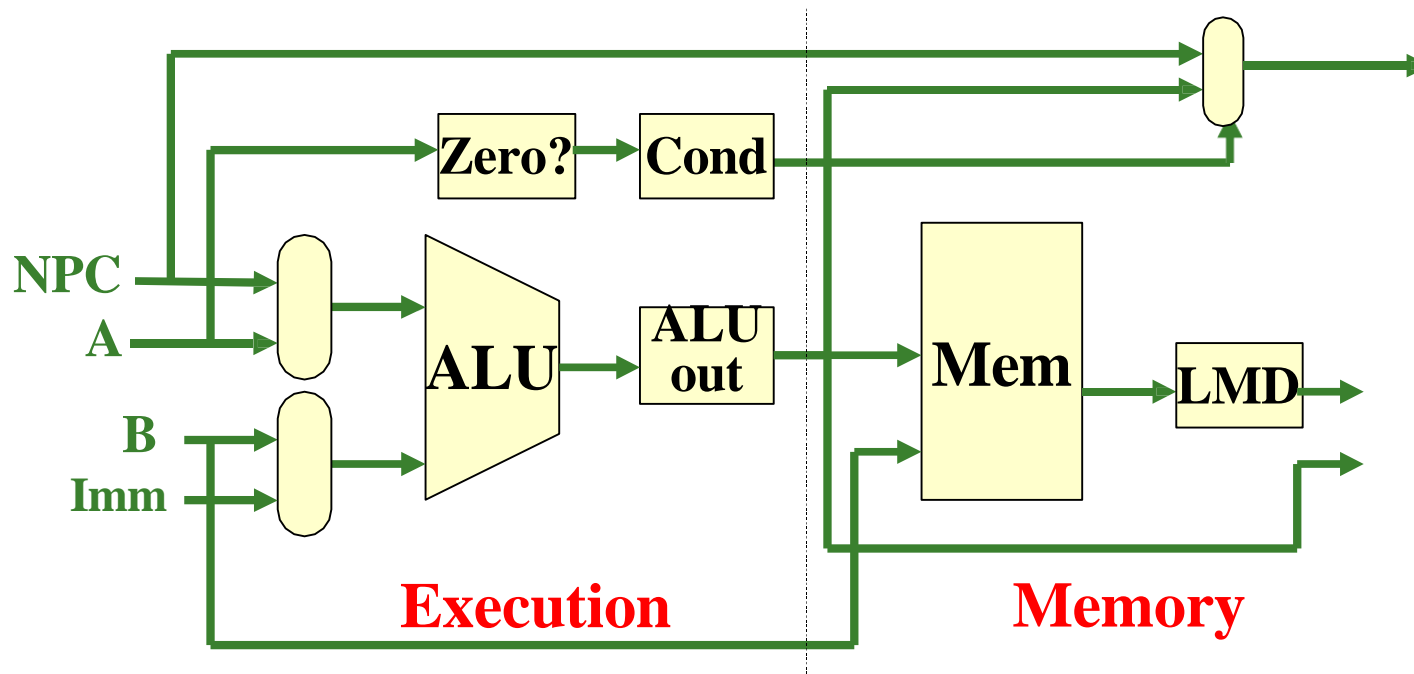 Zero?
Cond
NPC
A
ALU
ALU
out
Mem
LMD
B
Imm
Execution
Memory